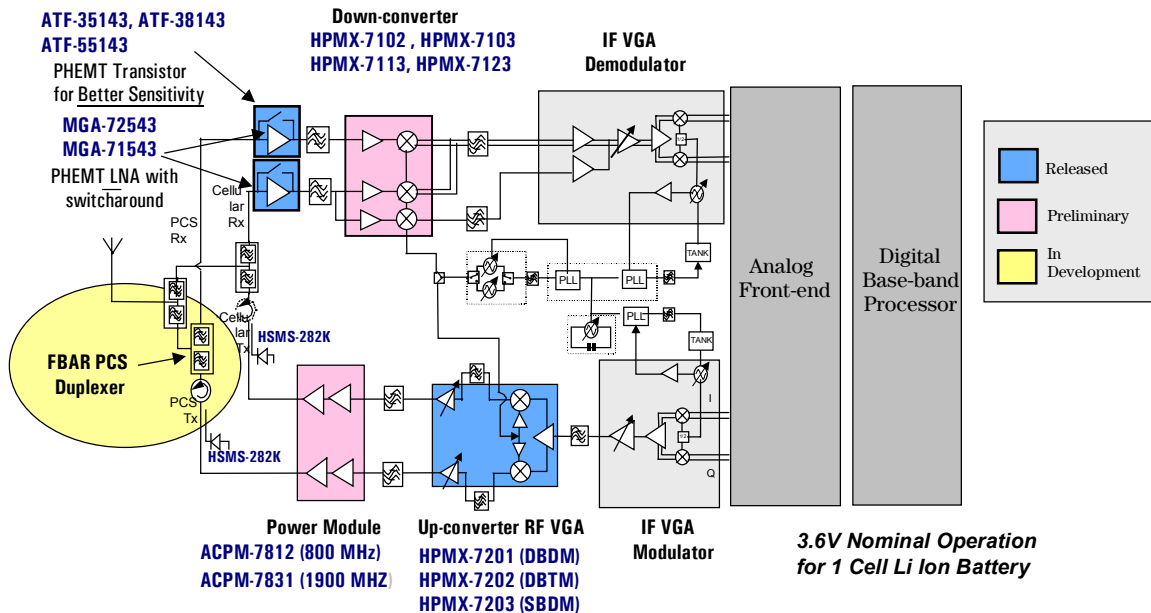 ATF-35143, ATF-38143
ATF-55143
PHEMT Transistor
for Better Sensitivity
MGA-72543
MGA-71543
PHEMT LNA with
switcharound
Down-converter
HPMX-7102 , HPMX-7103
HPMX-7113, HPMX-7123
IF VGA
Demodulator
Cellu
lar
Rx
PCS
Rx
1/2
TANK
PLL
PLL
PLL
TANK
Analog
Front-end
Digital
Base-band
Processor
Released
Preliminary
In
Development
Cellu
lar
Tx
HSMS-282K
FBAR PCS
Duplexer
PCS
Tx
HSMS-282K
I
1/2
Q
Power Module
ACPM-7812 (800 MHz)
ACPM-7831 (1900 MHZ)
Up-converter RF VGA
HPMX-7201 (DBDM)
HPMX-7202 (DBTM)
HPMX-7203 (SBDM)
IF VGA
Modulator
3.6V Nominal Operation
for 1 Cell Li Ion Battery